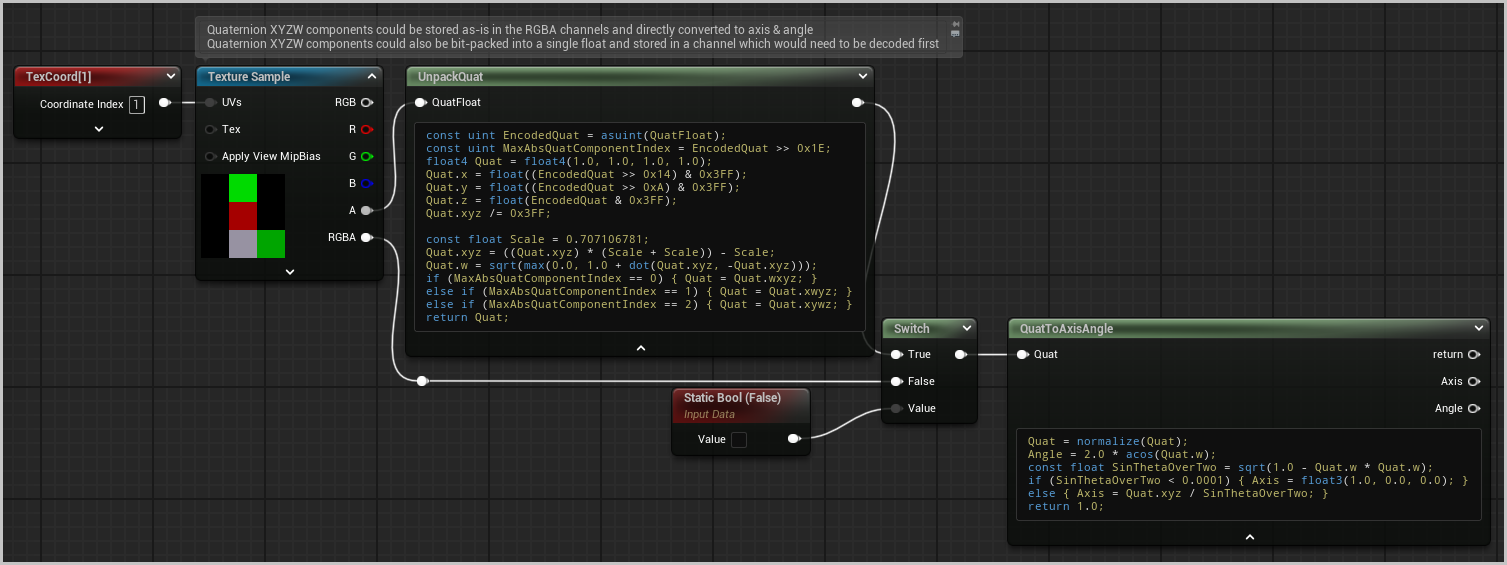 Quaternion XYZW components could be stored as-is in the RGBA channels and directly converted to axis & angle
Quaternion XYZW components could also be bit-packed into a single float and stored in a channel which would need to be decoded first
TexCoord[1]
Coordinate Index 1
Texture Sample
UVs
RGB
Tex
R
Apply View MipBias
G
B
A
RGBA
UnpackQuat
QuatFloat
const uint EncodedQuat = asuint(QuatFloat);
const uint MaxAbsQuatComponentIndex = EncodedQuat >> 0x1E;
float4 Quat = float4(1.0, 1.0, 1.0, 1.0);
Quat.x = float((EncodedQuat >> 0x14) & 0x3FF);
Quat.y = float((EncodedQuat >> 0xA) & 0x3FF);
Quat.z = float(EncodedQuat & 0x3FF);
Quat.xyz /= 0x3FF;
const float Scale = 0.707106781;
Quat.xyz = ((Quat.xyz) * (Scale + Scale)) - Scale;
Quat.w = sqrt(max(0.0, 1.0 + dot(Quat.xyz, -Quat.xyz)));
if (MaxAbsQuatComponentIndex == 0) { Quat = Quat.wxyz; }
else if (MaxAbsQuatComponentIndex == 1) { Quat = Quat.xwyz; }
else if (MaxAbsQuatComponentIndex == 2) { Quat = Quat.xywz; }
return Quat;
Static Bool (False)
Input Data
Value
Switch
True
False
Value
QuatToAxisAngle
Quat
return
Axis
Angle
Quat = normalize(Quat);
Angle = 2.0 * acos(Quat.w);
const float SinThetaOverTwo = sqrt(1.0 - Quat.w * Quat.w);
if (SinThetaOverTwo < 0.0001) { Axis = float3(1.0, 0.0, 0.0); }
else { Axis = Quat.xyz / SinThetaOverTwo; }
return 1.0;